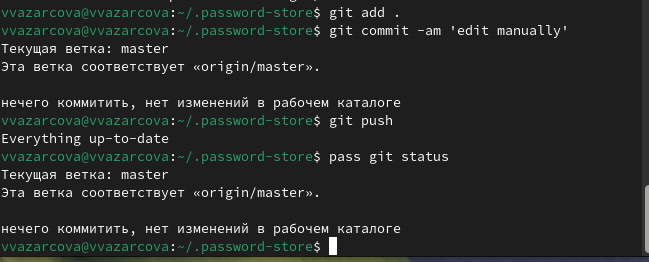 vvazarcova@vvazarcova:~/.password-store$ git add .
vvazarcova@vvazarcova:~/.password-store$ git commit -am 'edit manually'
Текущая ветка: master
Эта ветка соответствует «origin/master».
нечего коммитить, нет изменений в рабочем каталоге
vvazarcova@vvazarcova:~/.password-store$ git push
Everything up-to-date
vvazarcova@vvazarcova:~/.password-store$ pass git status
Текущая ветка: master
Эта ветка соответствует «origin/master».
нечего коммитить, нет изменений в рабочем каталоге
vvazarcova@vvazarcova:~/.password-store$